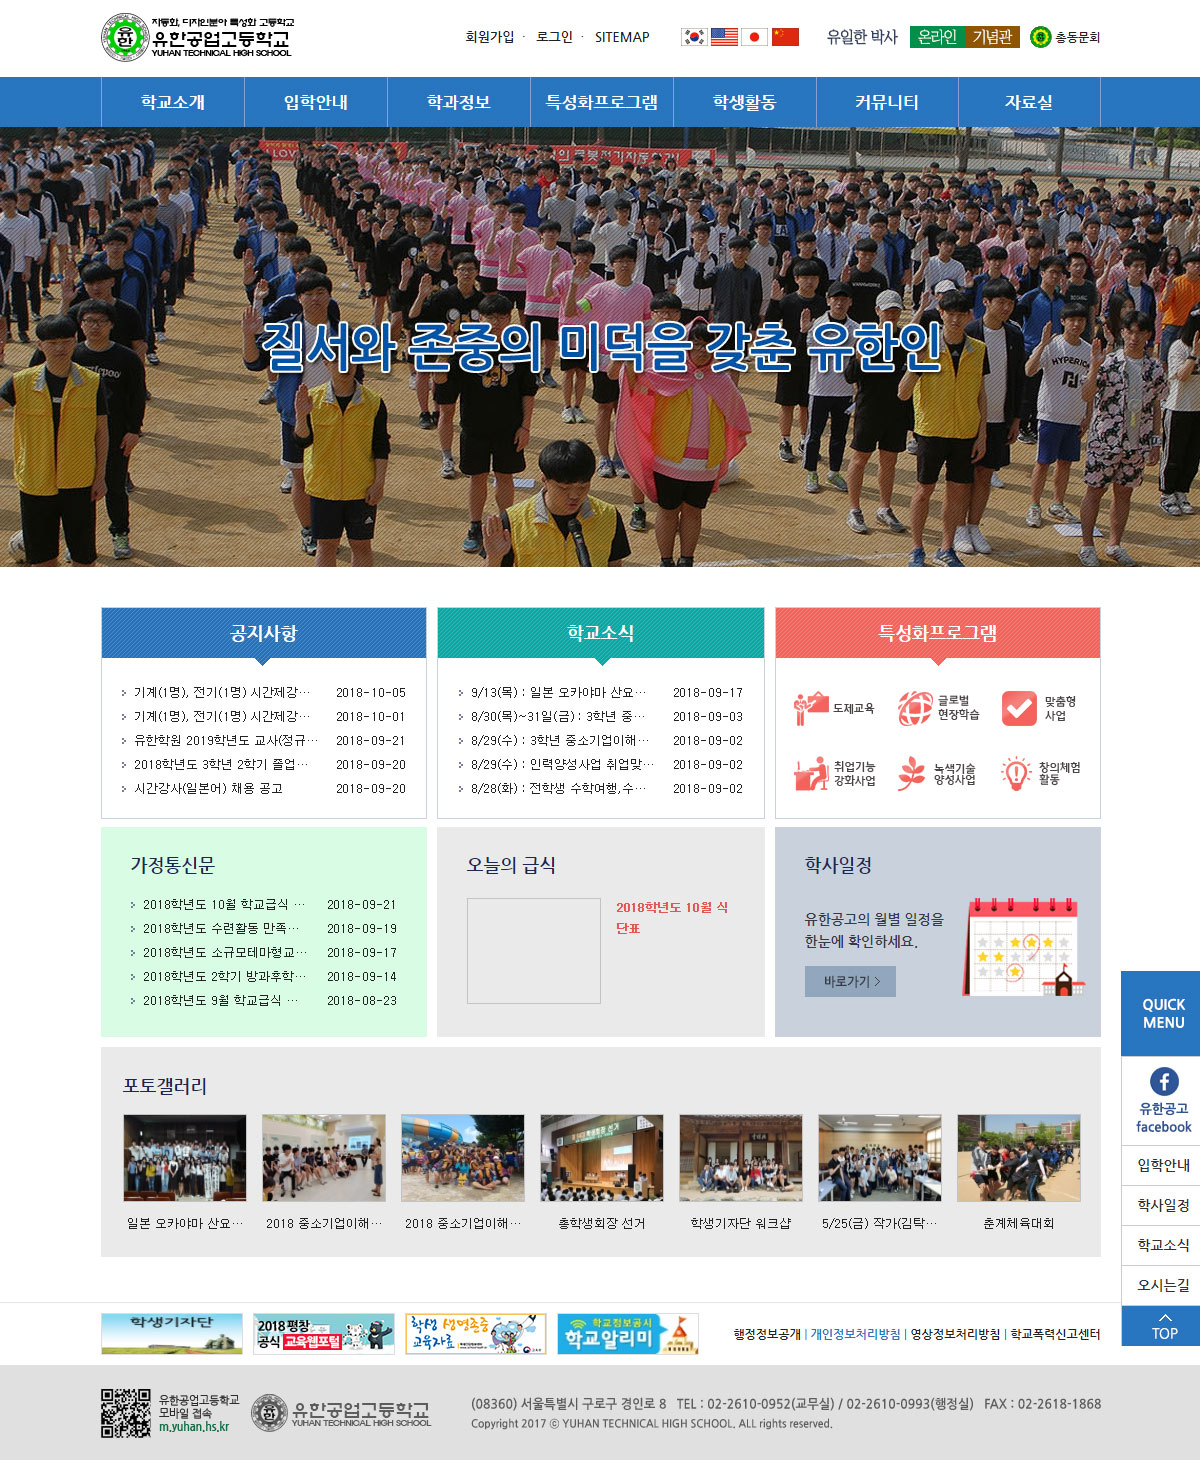 자동화, 디자인분야 특성화 고등학교
유한공업고등학교
YUHAN TECHNICAL HIGH SCHOOL
회원가입 · 로그인 · SITEMAP
유일한 박사 온라인 기념관
총동문회
학교소개 입학안내 학과정보 특성화프로그램 학생활동 커뮤니티 자료실
질서와 존중의 미덕을 갖춘 유한인
공지사항
기계(1명), 전기(1명) 시간제강… 2018-10-05
기계(1명), 전기(1명) 시간제강… 2018-10-01
유한학원 2019학년도 교사(정규… 2018-09-21
2018학년도 3학년 2학기 졸업… 2018-09-20
시간강사(일본어) 채용 공고 2018-09-20
학교소식
9/13(목) : 일본 오카야마 산요… 2018-09-17
8/30(목)~31일(금) : 3학년 중… 2018-09-03
8/29(수) : 3학년 중소기업이해… 2018-09-02
8/29(수) : 인력양성사업 취업맞… 2018-09-02
8/28(화) : 전학생 수학여행,수… 2018-09-02
특성화프로그램
도제교육
글로벌
현장학습
맞춤형
사업
취업기능
강화사업
녹색기술
양성사업
창의체험
활동
가정통신문
2018학년도 10월 학교급식 … 2018-09-21
2018학년도 수련활동 만족… 2018-09-19
2018학년도 소규모테마형교… 2018-09-17
2018학년도 2학기 방과후학… 2018-09-14
2018학년도 9월 학교급식 … 2018-08-23
오늘의 급식
2018학년도 10월 식
단표
학사일정
유한공고의 월별 일정을
한눈에 확인하세요.
바로가기 >
포토갤러리
일본 오카야마 산요…
2018 중소기업이해…
2018 중소기업이해…
총학생회장 선거
학생기자단 워크샵
5/25(금) 작가(김탁…
춘계체육대회
QUICK
MENU
유한공고
facebook
입학안내
학사일정
학교소식
오시는길
TOP
학생기자단
2018 평창
공식 교육웹포털
학생 생명존중
교육자료
학교정보공시
학교알리미
행정정보공개 | 개인정보처리방침 | 영상정보처리방침 | 학교폭력신고센터
유한공업고등학교
모바일 접속
m.yuhan.hs.kr
유한공업고등학교
YUHAN TECHNICAL HIGH SCHOOL
(08360) 서울특별시 구로구 경인로 8 TEL : 02-2610-0952(교무실) / 02-2610-0993(행정실) FAX : 02-2618-1868
Copyright 2017 ⓒ YUHAN TECHNICAL HIGH SCHOOL. ALL rights reserved.